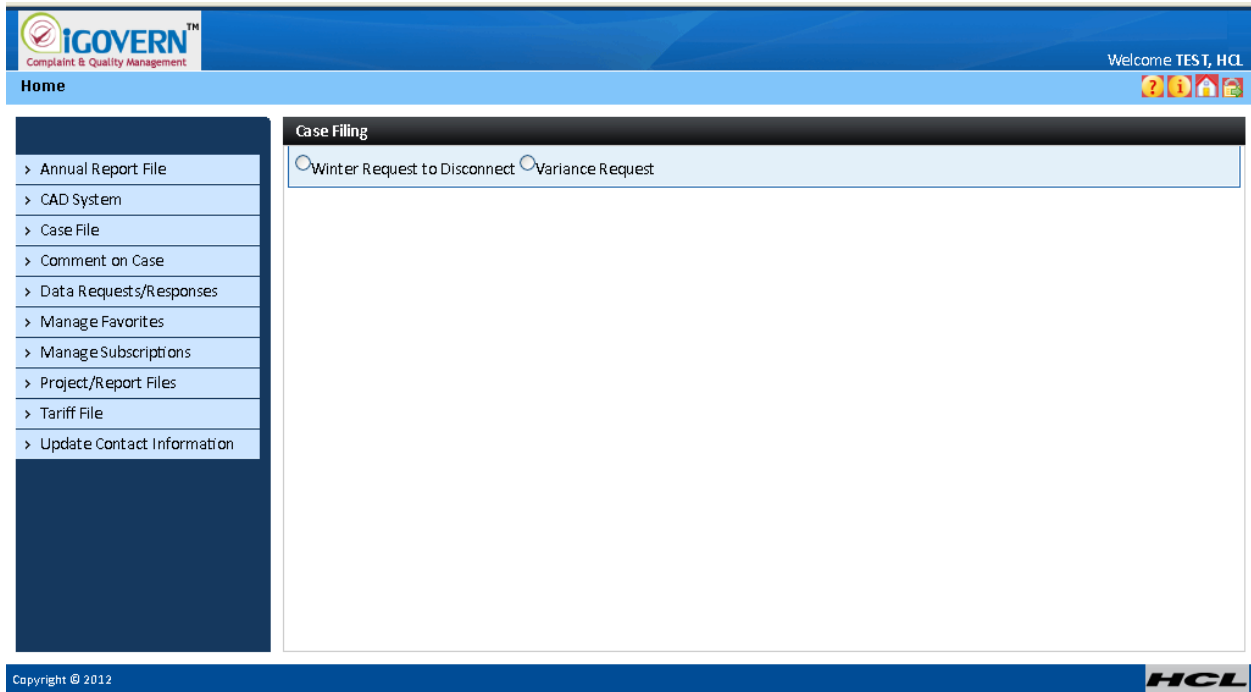 iGOVERN™
Complaint & Quality Management
Welcome TEST, HCL
Home
Case Filing
Winter Request to Disconnect Variance Request
> Annual Report File
> CAD System
> Case File
> Comment on Case
> Data Requests/Responses
> Manage Favorites
> Manage Subscriptions
> Project/Report Files
> Tariff File
> Update Contact Information
Copyright © 2012
HCL